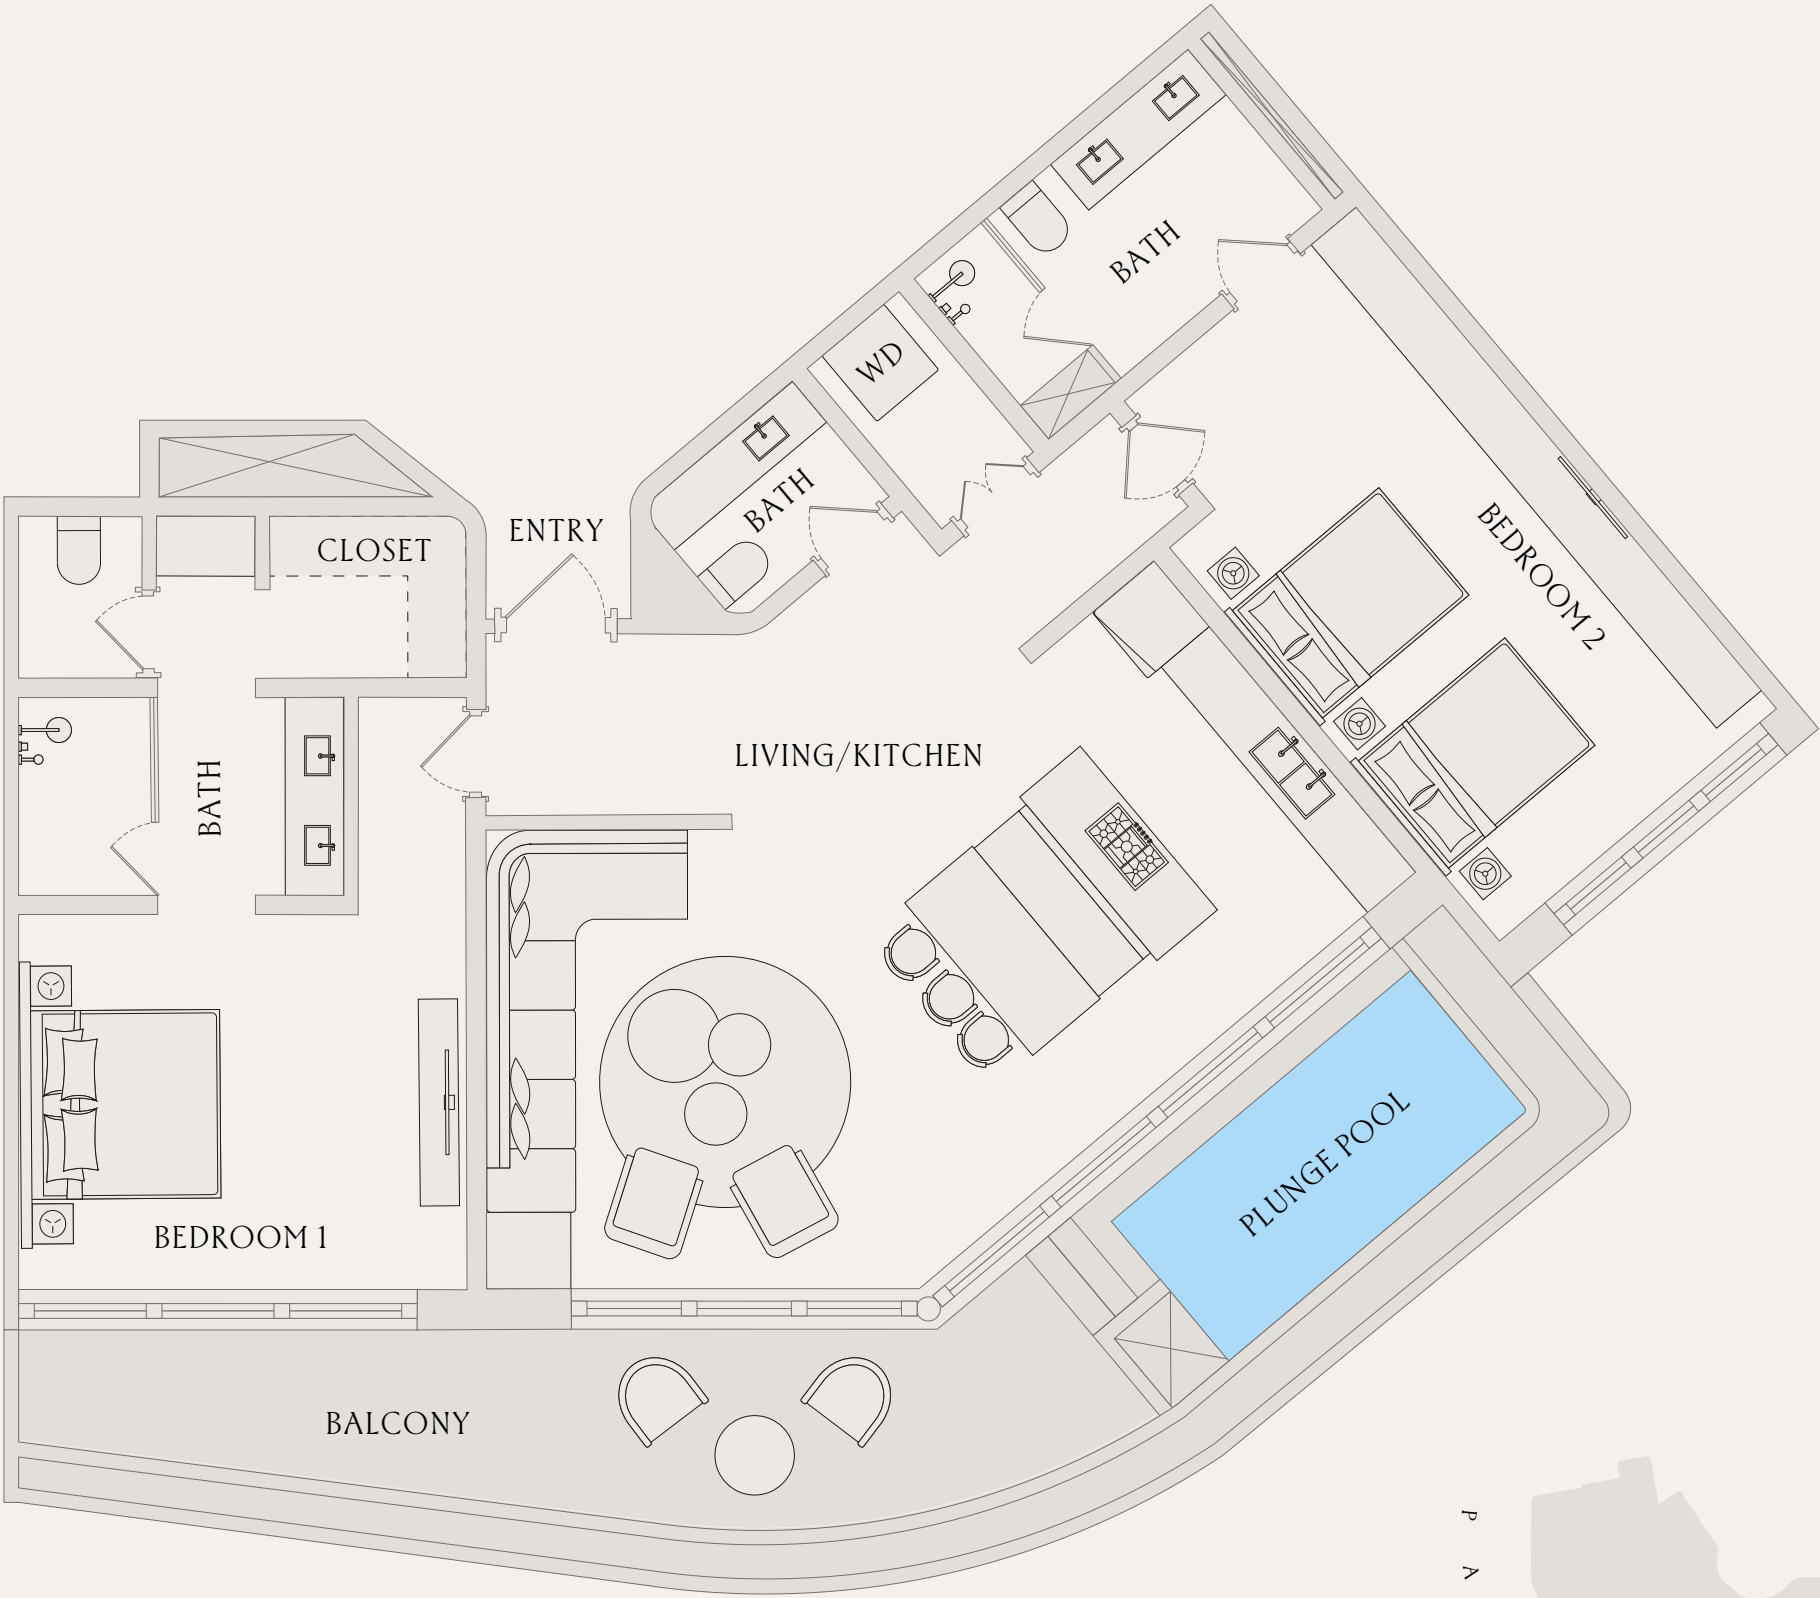 BATH
WD
BATH
ENTRY
CLOSET
BEDROOM 2
LIVING/KITCHEN
BATH
PLUNGE POOL
BEDROOM 1
BALCONY
P A